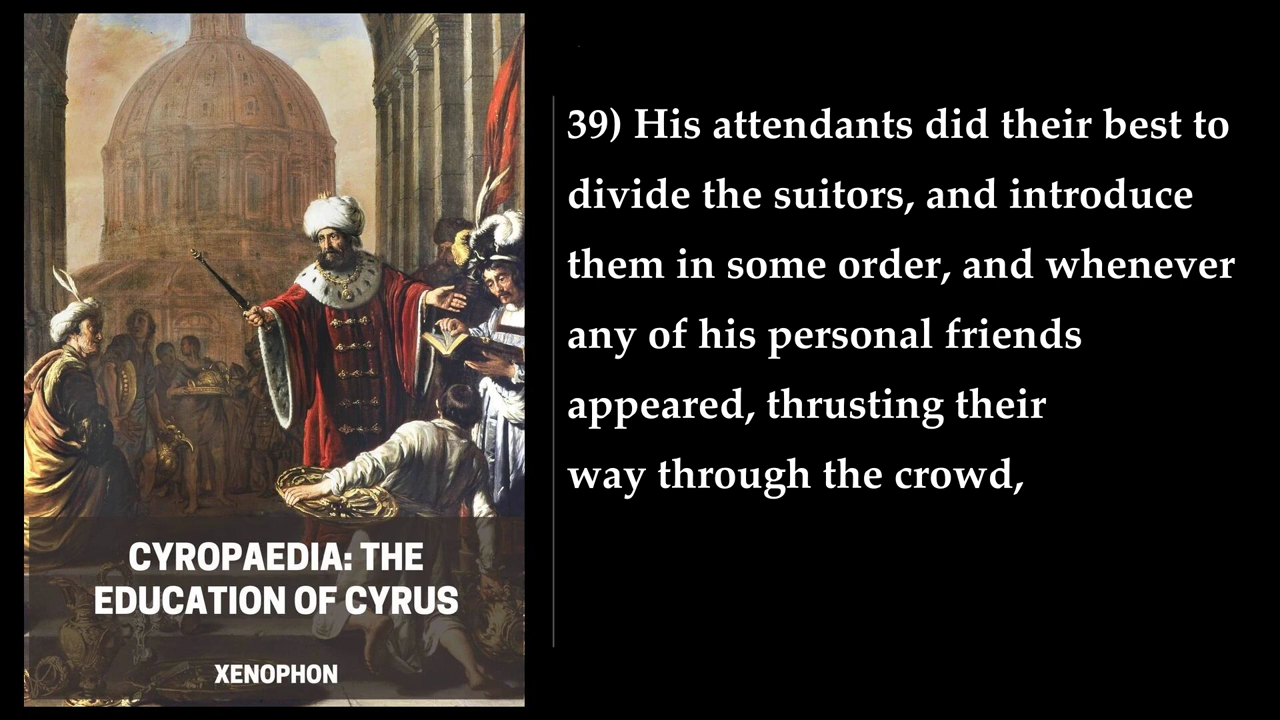 39) His attendants did their best to
divide the suitors, and introduce
them in some order, and whenever
any of his personal friends
appeared, thrusting their
way through the crowd,
CYROPAEDIA: THE
EDUCATION OF CYRUS
XENOPHON